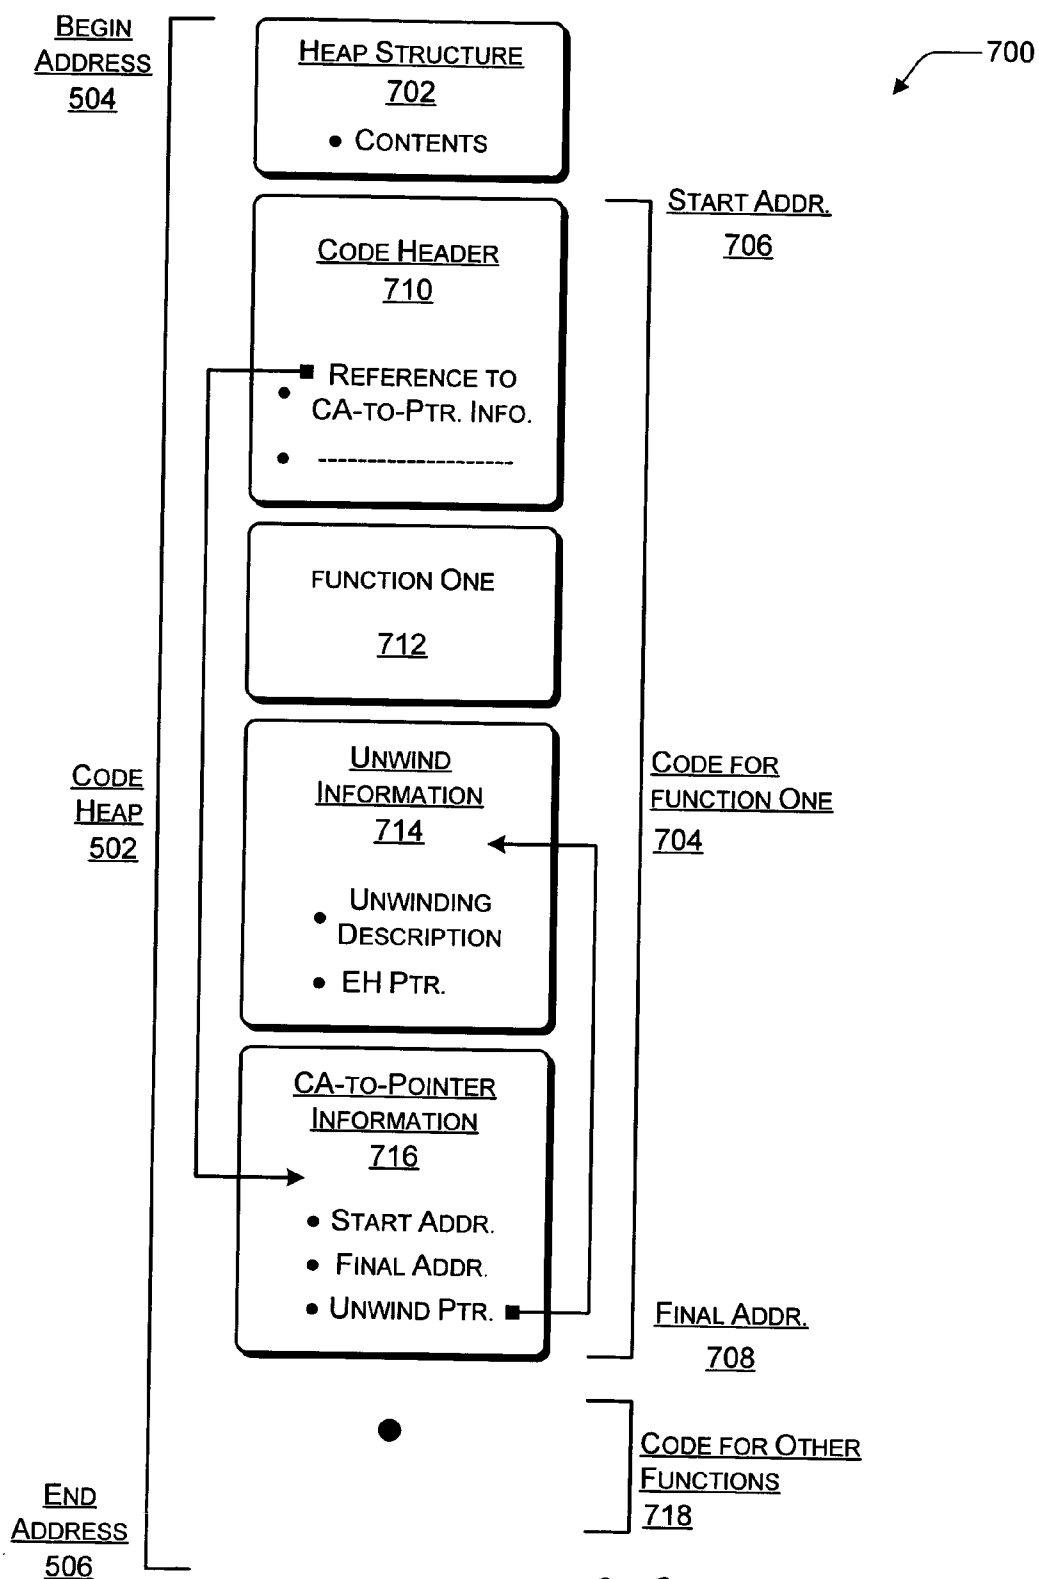 BEGIN
ADDRESS
504
HEAP STRUCTURE
702
• CONTENTS
700
START ADDR.
706
CODE HEADER
710
• REFERENCE TO
CA-TO-PTR. INFO.
• --------------------
FUNCTION ONE
712
CODE
HEAP
502
UNWIND
INFORMATION
714
• UNWINDING
DESCRIPTION
• EH PTR.
CODE FOR
FUNCTION ONE
704
CA-TO-POINTER
INFORMATION
716
• START ADDR.
• FINAL ADDR.
• UNWIND PTR.
FINAL ADDR.
708
CODE FOR OTHER
FUNCTIONS
718
END
ADDRESS
506